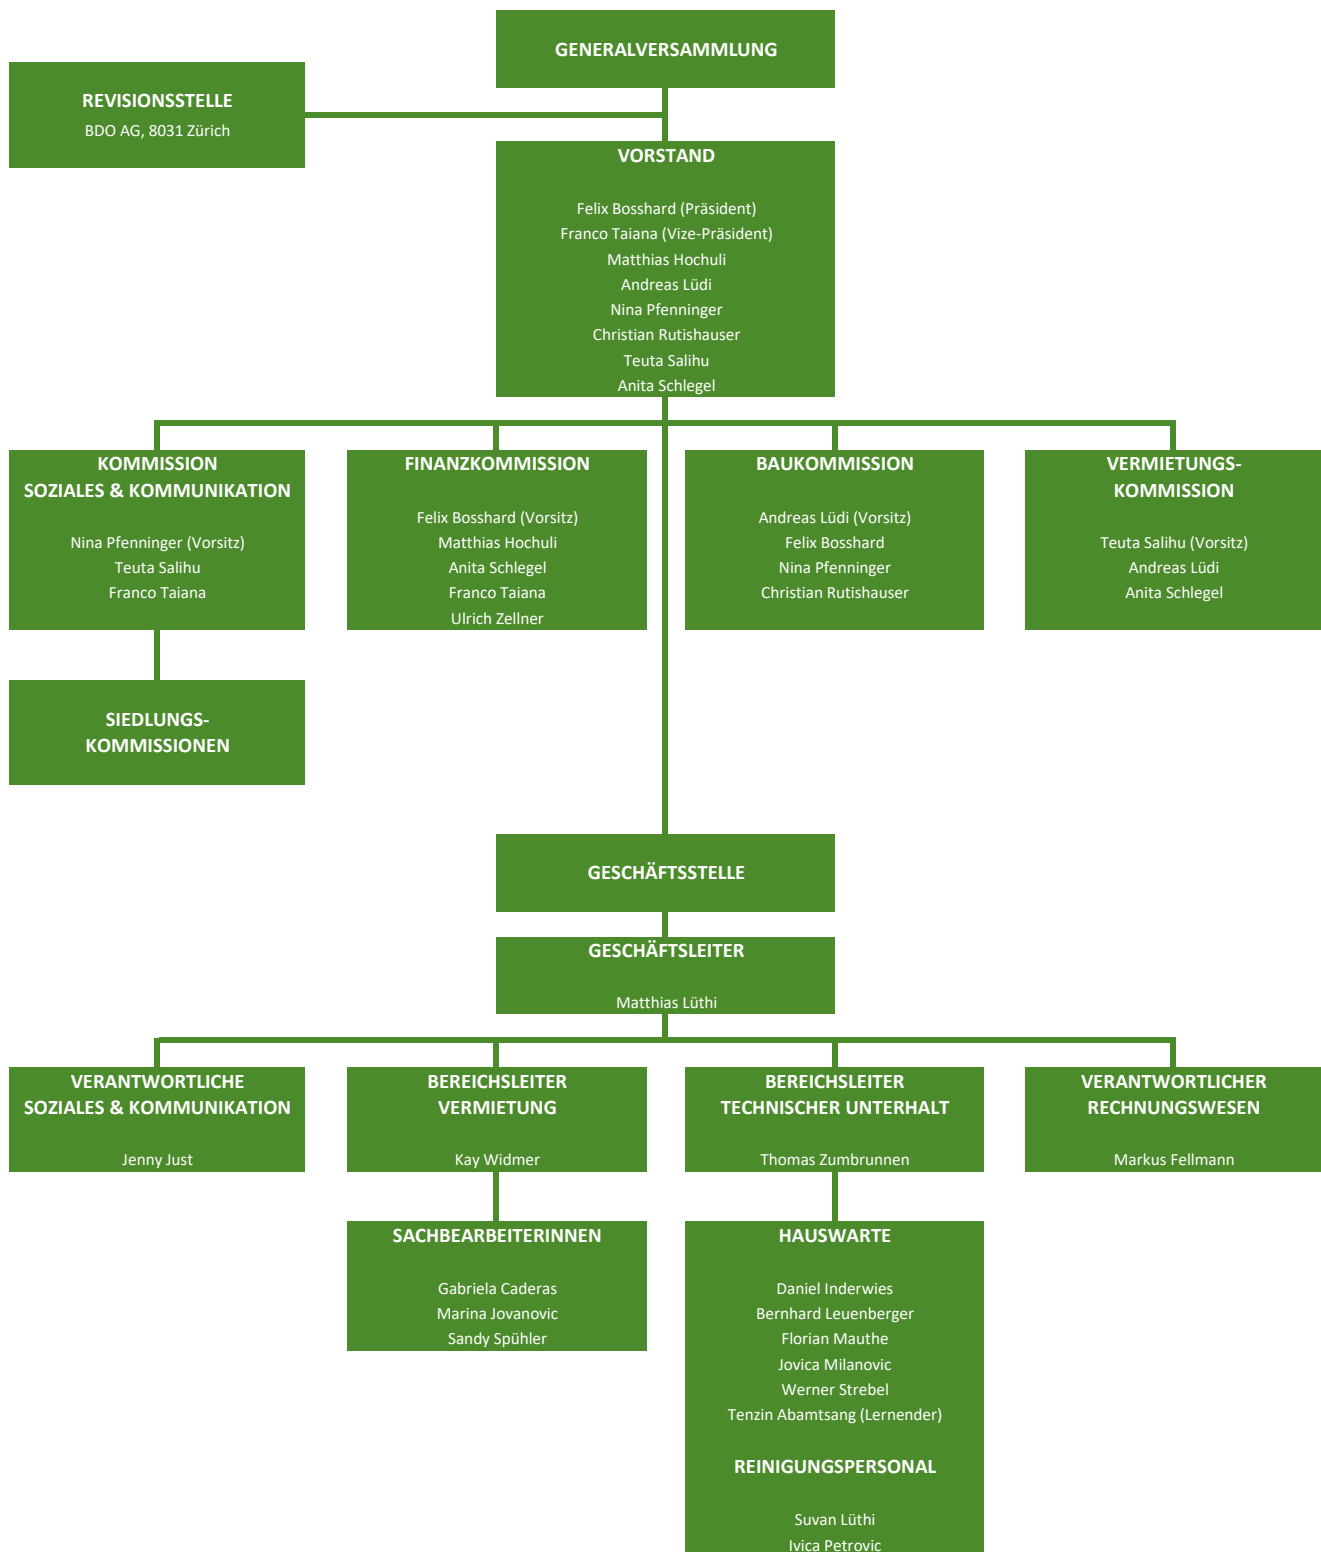 GENERALVERSAMMLUNG
REVISIONSSTELLE
BDO AG, 8031 Zürich
VORSTAND
Felix Bosshard (Präsident)
Franco Taiana (Vize-Präsident)
Matthias Hochuli
Andreas Lüdi
Nina Pfenninger
Christian Rutishauser
Teuta Salihu
Anita Schlegel
KOMMISSION
SOZIALES & KOMMUNIKATION
Nina Pfenninger (Vorsitz)
Teuta Salihu
Franco Taiana
FINANZKOMMISSION
Felix Bosshard (Vorsitz)
Matthias Hochuli
Anita Schlegel
Franco Taiana
Ulrich Zellner
BAUKOMMISSION
Andreas Lüdi (Vorsitz)
Felix Bosshard
Nina Pfenninger
Christian Rutishauser
VERMIETUNGS-
KOMMISSION
Teuta Salihu (Vorsitz)
Andreas Lüdi
Anita Schlegel
SIEDLUNGS-
KOMMISSIONEN
GESCHÄFTSSTELLE
GESCHÄFTSLEITER
Matthias Lüthi
VERANTWORTLICHE
SOZIALES & KOMMUNIKATION
Jenny Just
BEREICHSLEITER
VERMIETUNG
Kay Widmer
BEREICHSLEITER
TECHNISCHER UNTERHALT
Thomas Zumbrunnen
VERANTWORTLICHER
RECHNUNGSWESEN
Markus Fellmann
SACHBEARBEITERINNEN
Gabriela Caderas
Marina Jovanovic
Sandy Spühler
HAUSWARTE
Daniel Inderwies
Bernhard Leuenberger
Florian Mauthe
Jovica Milanovic
Werner Strebel
Tenzin Abamtsang (Lernender)
REINIGUNGSPERSONAL
Suvan Lüthi
Ivica Petrovic